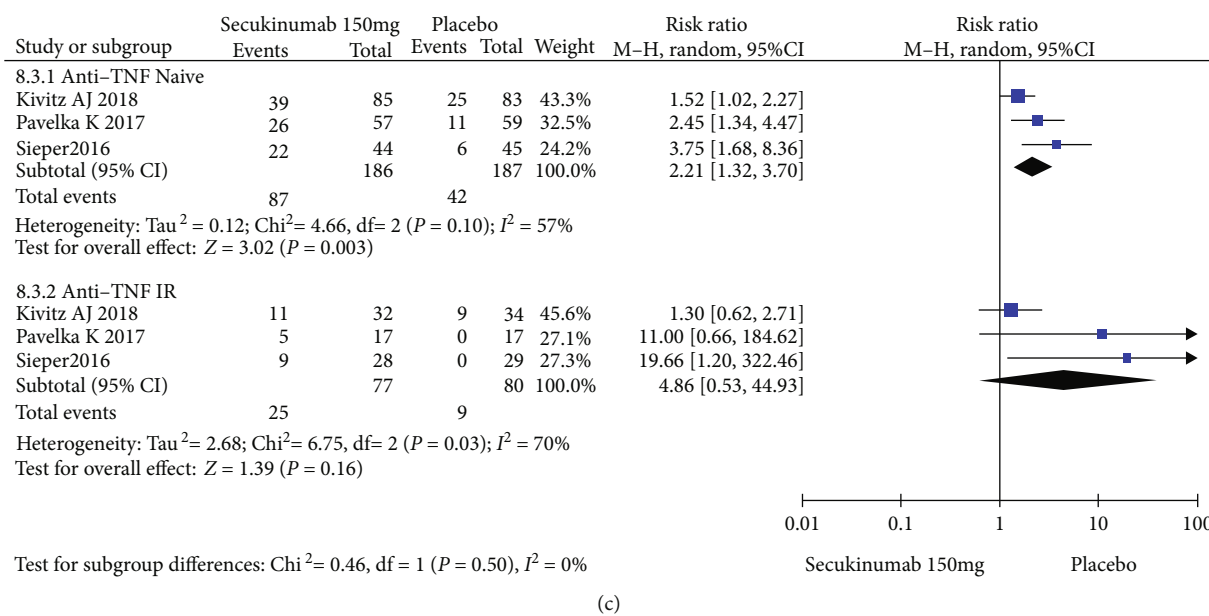 Secukinumab 150mg Placebo Risk ratio Risk ratio
Study or subgroup Events Total Events Total Weight M–H, random, 95%CI M–H, random, 95%CI
8.3.1 Anti–TNF Naive
Kivitz AJ 2018 39 85 25 83 43.3% 1.52 [1.02, 2.27]
Pavelka K 2017 26 57 11 59 32.5% 2.45 [1.34, 4.47]
Sieper2016 22 44 6 45 24.2% 3.75 [1.68, 8.36]
Subtotal (95% CI) 186 187 100.0% 2.21 [1.32, 3.70]
Total events 87 42
Heterogeneity: Tau² = 0.12; Chi²= 4.66, df= 2 (P = 0.10); I² = 57%
Test for overall effect: Z = 3.02 (P = 0.003)
8.3.2 Anti–TNF IR
Kivitz AJ 2018 11 32 9 34 45.6% 1.30 [0.62, 2.71]
Pavelka K 2017 5 17 0 17 27.1% 11.00 [0.66, 184.62]
Sieper2016 9 28 0 29 27.3% 19.66 [1.20, 322.46]
Subtotal (95% CI) 77 80 100.0% 4.86 [0.53, 44.93]
Total events 25 9
Heterogeneity: Tau²= 2.68; Chi²= 6.75, df= 2 (P = 0.03); I² = 70%
Test for overall effect: Z = 1.39 (P = 0.16)
0.01 0.1 1 10 100
Test for subgroup differences: Chi²= 0.46, df = 1 (P = 0.50), I² = 0% Secukinumab 150mg Placebo
(c)